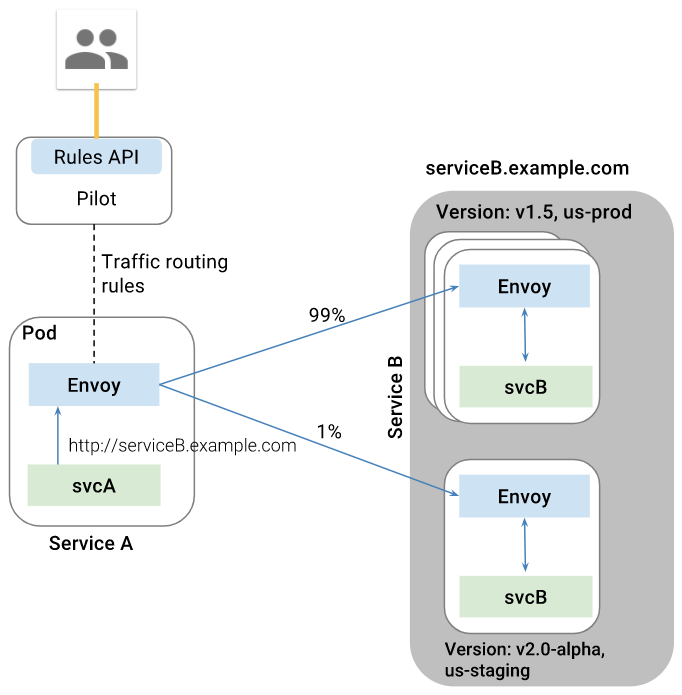 Rules API
Pilot
Traffic routing
rules
Pod
Envoy
http://serviceB.example.com
svcA
Service A
99%
1%
serviceB.example.com
Version: v1.5, us-prod
Envoy
svcB
Service B
Envoy
svcB
Version: v2.0-alpha,
us-staging